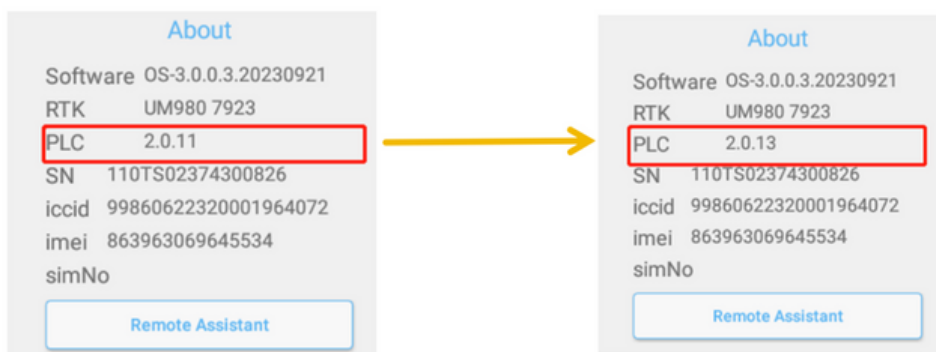 About
Software OS-3.0.0.3.20230921
RTK UM980 7923
PLC 2.0.11
SN 110TS02374300826
iccid 99860622320001964072
imei 863963069645534
simNo
Remote Assistant
About
Software OS-3.0.0.3.20230921
RTK UM980 7923
PLC 2.0.13
SN 110TS02374300826
iccid 99860622320001964072
imei 863963069645534
simNo
Remote Assistant